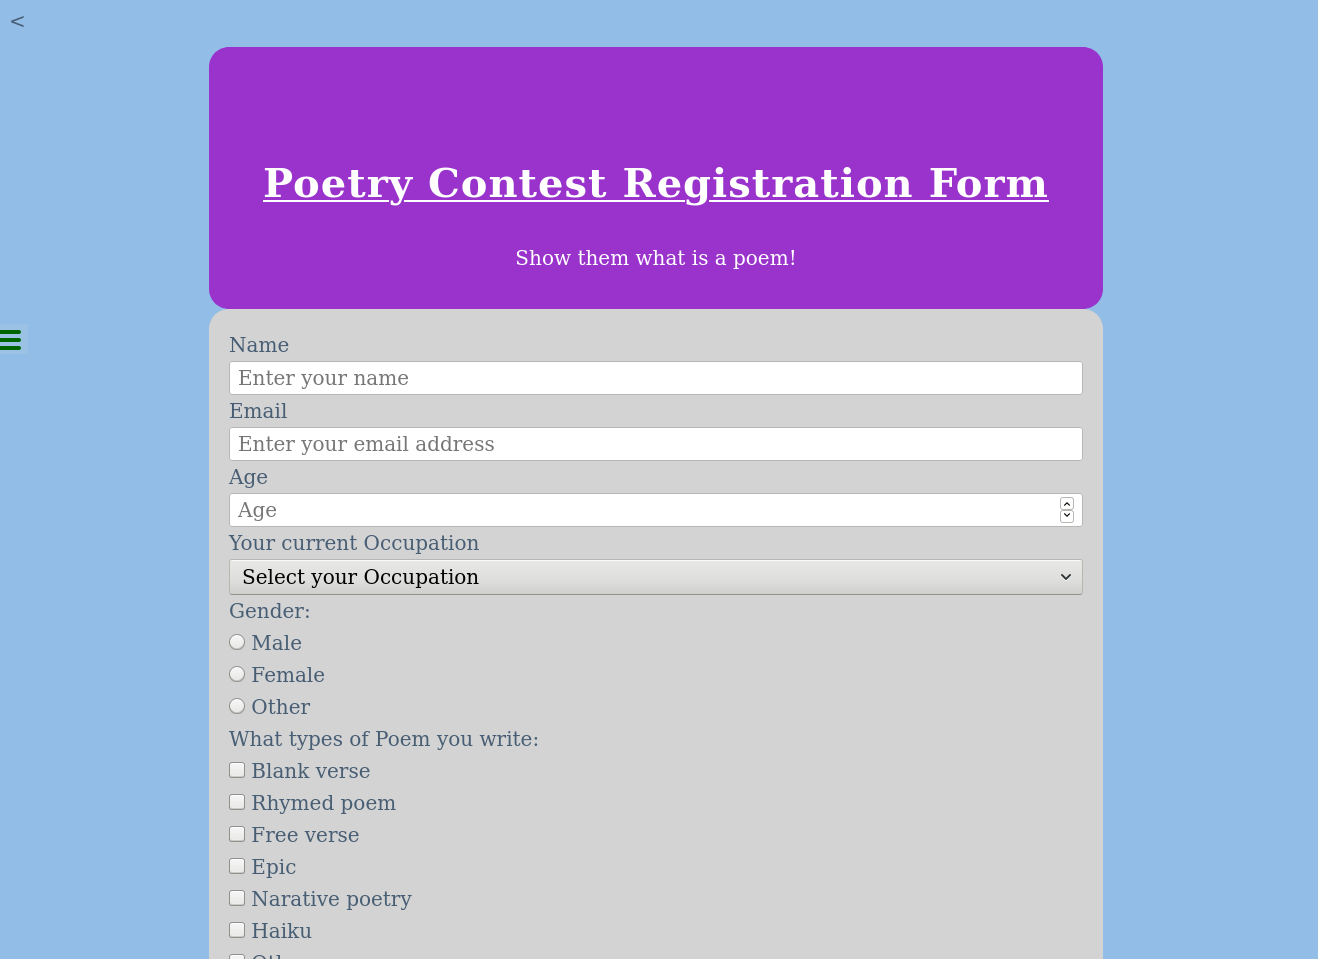 <
Poetry Contest Registration Form
Show them what is a poem!
Name
Enter your name
Email
Enter your email address
Age
Age
Your current Occupation
Select your Occupation
Gender:
Male
Female
Other
What types of Poem you write:
Blank verse
Rhymed poem
Free verse
Epic
Narative poetry
Haiku